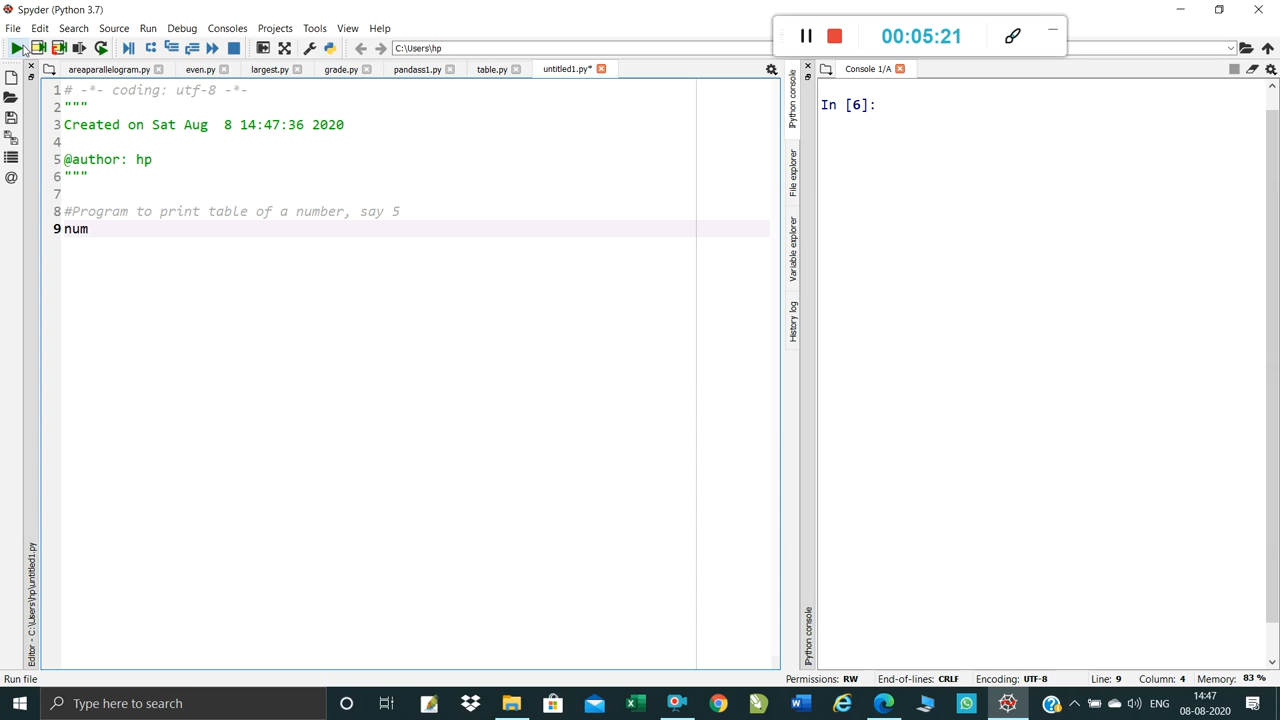 Spyder (Python 3.7)
File Edit Search Source Run Debug Consoles Projects Tools View Help
00:05:21
C:\Users\hp
areaparallelogram.py even.py largest.py grade.py pandass1.py table.py untitled1.py*
Console 1/A
1 # -*- coding: utf-8 -*-
2 """
3 Created on Sat Aug  8 14:47:36 2020
4
5 @author: hp
6 """
7
8 #Program to print table of a number, say 5
9 num
Editor - C:\Users\hp\untitled1.py
IPython console
File explorer
Variable explorer
History log
IPython console
In [6]:
Run file
Permissions: RW End-of-lines: CRLF Encoding: UTF-8 Line: 9 Column: 4 Memory: 83 %
Type here to search
ENG
14:47
08-08-2020